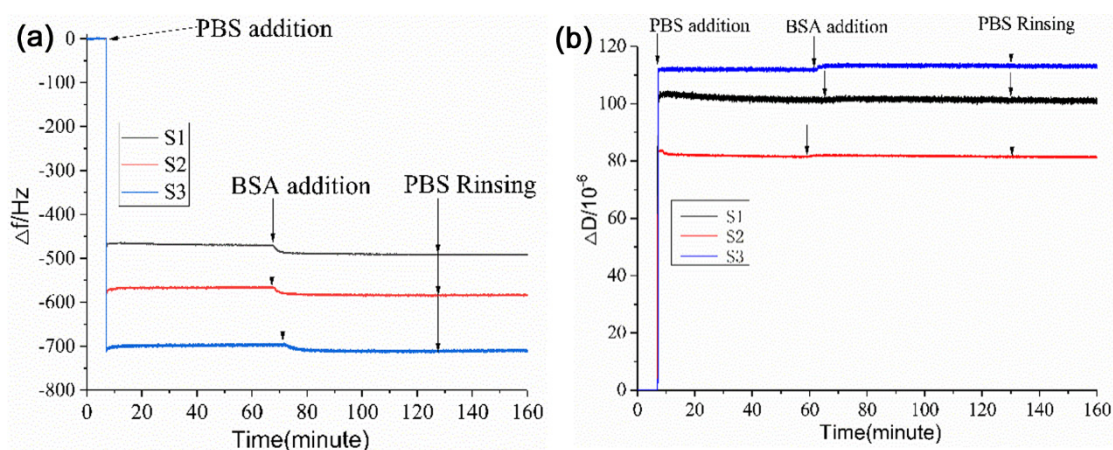 (a)
PBS addition
0
-100
-200
-300
-400
-500
-600
-700
-800
Δf/Hz
S1
S2
S3
BSA addition
PBS Rinsing
0 20 40 60 80 100 120 140 160
Time(minute)
(b)
PBS addition
BSA addition
PBS Rinsing
120
100
80
60
40
20
0
△D/10⁻⁶
S1
S2
S3
0 20 40 60 80 100 120 140 160
Time(minute)